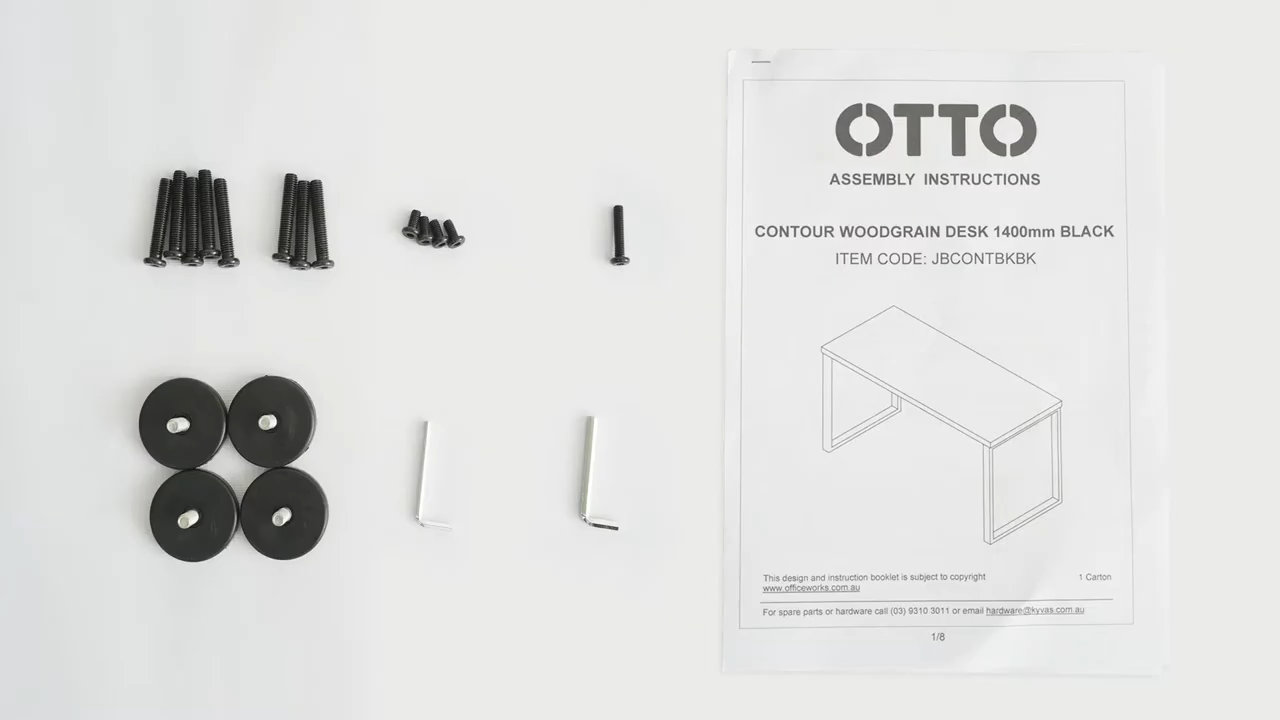 OTTO
ASSEMBLY INSTRUCTIONS
CONTOUR WOODGRAIN DESK 1400mm BLACK
ITEM CODE: JBCONTBKBK
This design and instruction booklet is subject to copyright 1 Carton
www.officeworks.com.au
For spare parts or hardware call (03) 9310 3011 or email hardware@kyvas.com.au
1/8